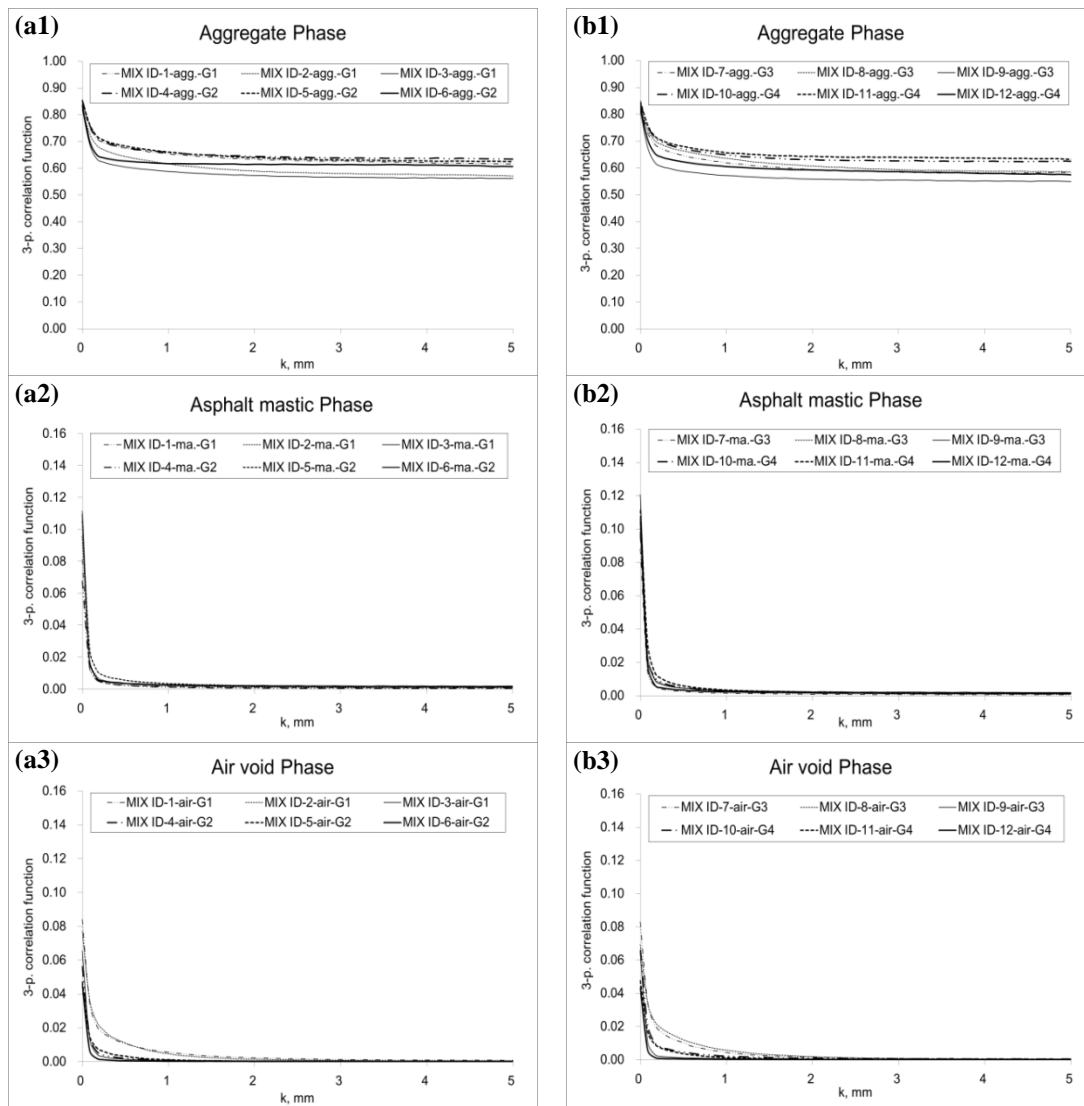 (a1)
Aggregate Phase
MIX ID-1-agg.-G1 MIX ID-2-agg.-G1 MIX ID-3-agg.-G1
MIX ID-4-agg.-G2 MIX ID-5-agg.-G2 MIX ID-6-agg.-G2
3-p. correlation function
1.00
0.90
0.80
0.70
0.60
0.50
0.40
0.30
0.20
0.10
0.00
0 1 2 3 4 5
k, mm
(b1)
Aggregate Phase
MIX ID-7-agg.-G3 MIX ID-8-agg.-G3 MIX ID-9-agg.-G3
MIX ID-10-agg.-G4 MIX ID-11-agg.-G4 MIX ID-12-agg.-G4
3-p. correlation function
1.00
0.90
0.80
0.70
0.60
0.50
0.40
0.30
0.20
0.10
0.00
0 1 2 3 4 5
k, mm
(a2)
Asphalt mastic Phase
MIX ID-1-ma.-G1 MIX ID-2-ma.-G1 MIX ID-3-ma.-G1
MIX ID-4-ma.-G2 MIX ID-5-ma.-G2 MIX ID-6-ma.-G2
3-p. correlation function
0.16
0.14
0.12
0.10
0.08
0.06
0.04
0.02
0.00
0 1 2 3 4 5
k, mm
(b2)
Asphalt mastic Phase
MIX ID-7-ma.-G3 MIX ID-8-ma.-G3 MIX ID-9-ma.-G3
MIX ID-10-ma.-G4 MIX ID-11-ma.-G4 MIX ID-12-ma.-G4
3-p. correlation function
0.16
0.14
0.12
0.10
0.08
0.06
0.04
0.02
0.00
0 1 2 3 4 5
k, mm
(a3)
Air void Phase
MIX ID-1-air-G1 MIX ID-2-air-G1 MIX ID-3-air-G1
MIX ID-4-air-G2 MIX ID-5-air-G2 MIX ID-6-air-G2
3-p. correlation function
0.16
0.14
0.12
0.10
0.08
0.06
0.04
0.02
0.00
0 1 2 3 4 5
k, mm
(b3)
Air void Phase
MIX ID-7-air-G3 MIX ID-8-air-G3 MIX ID-9-air-G3
MIX ID-10-air-G4 MIX ID-11-air-G4 MIX ID-12-air-G4
3-p. correlation function
0.16
0.14
0.12
0.10
0.08
0.06
0.04
0.02
0.00
0 1 2 3 4 5
k, mm